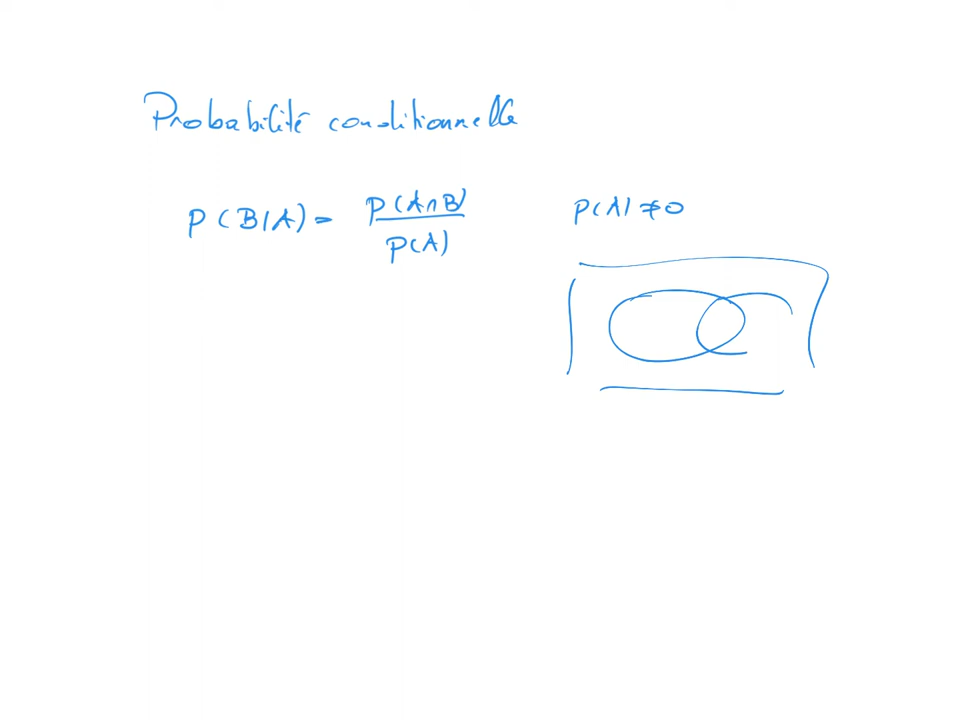 Probabilité conditionnelle
P(B|A) = P(A∩B) / P(A)
P(A) ≠ 0